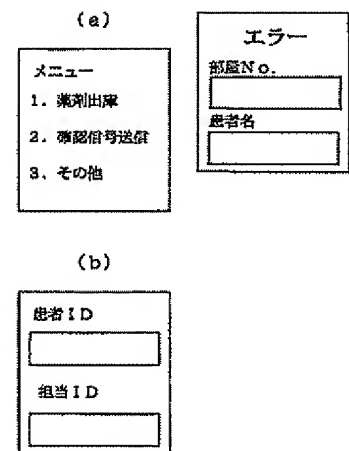 (a)
メニュー
1. 薬剤出庫
2. 確認信号送信
3. その他
エラー
部屋No.
患者名
(b)
患者ID
担当ID